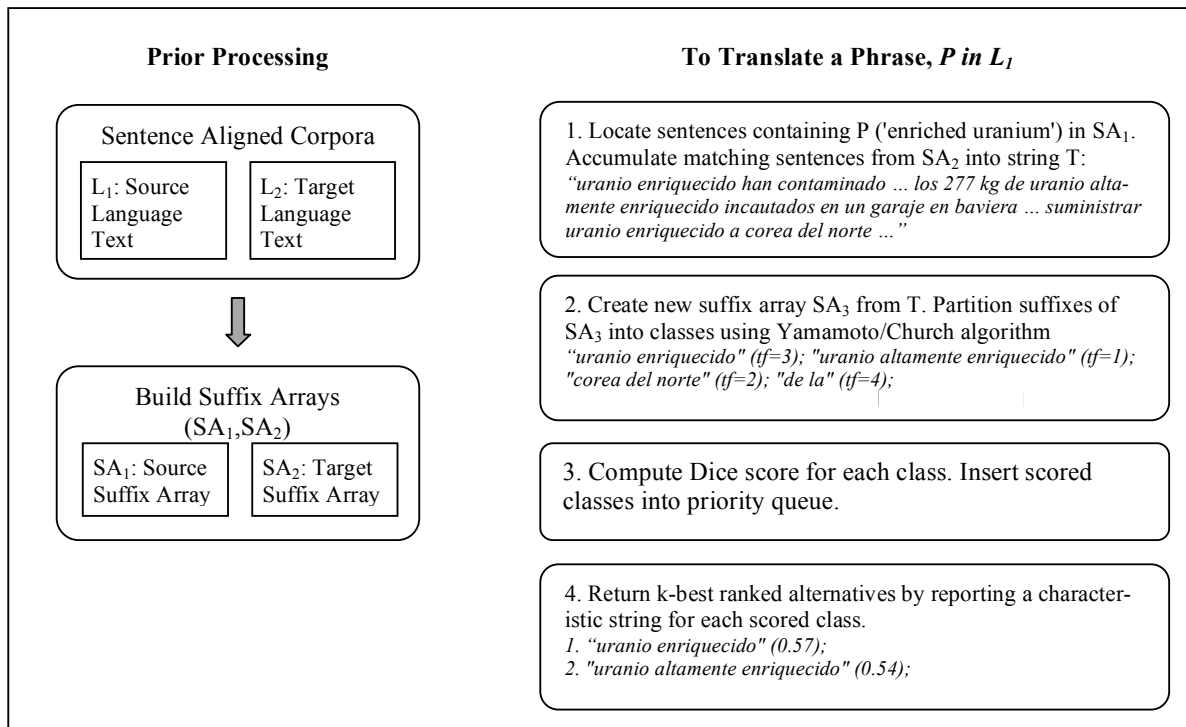 Prior Processing
Sentence Aligned Corpora
L₁: Source
Language
Text
L₂: Target
Language
Text
Build Suffix Arrays
(SA₁,SA₂)
SA₁: Source
Suffix Array
SA₂: Target
Suffix Array
To Translate a Phrase, P in L₁
1. Locate sentences containing P ('enriched uranium') in SA₁.
Accumulate matching sentences from SA₂ into string T:
“uranio enriquecido han contaminado … los 277 kg de uranio alta-
mente enriquecido incautados en un garaje en baviera … suministrar
uranio enriquecido a corea del norte …”
2. Create new suffix array SA₃ from T. Partition suffixes of
SA₃ into classes using Yamamoto/Church algorithm
“uranio enriquecido" (tf=3); "uranio altamente enriquecido" (tf=1);
"corea del norte" (tf=2); "de la" (tf=4);
3. Compute Dice score for each class. Insert scored
classes into priority queue.
4. Return k-best ranked alternatives by reporting a character-
istic string for each scored class.
1. “uranio enriquecido" (0.57);
2. "uranio altamente enriquecido" (0.54);